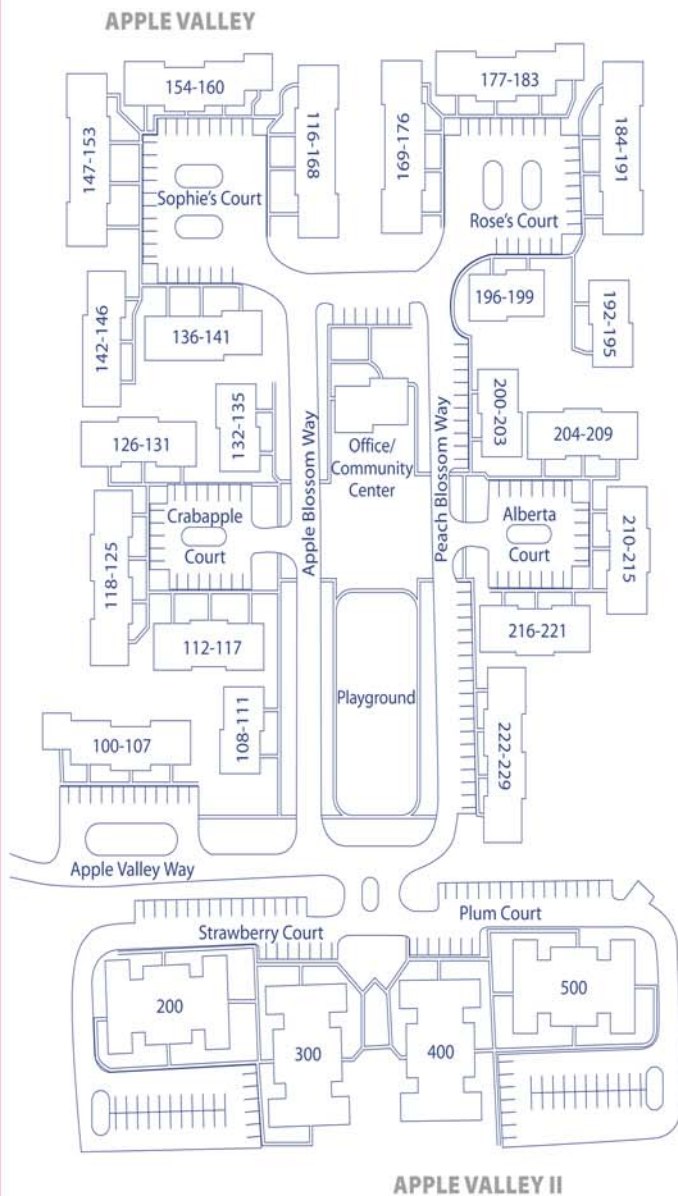 APPLE VALLEY
154-160
177-183
147-153
116-168
169-176
184-191
Sophie's Court
Rose's Court
142-146
136-141
196-199
192-195
132-135
200-203
126-131
204-209
Apple Blossom Way
Office/
Community
Center
Peach Blossom Way
118-125
Crabapple
Court
Alberta
Court
210-215
112-117
216-221
108-111
Playground
222-229
100-107
Apple Valley Way
Strawberry Court
Plum Court
200
300
400
500
APPLE VALLEY II